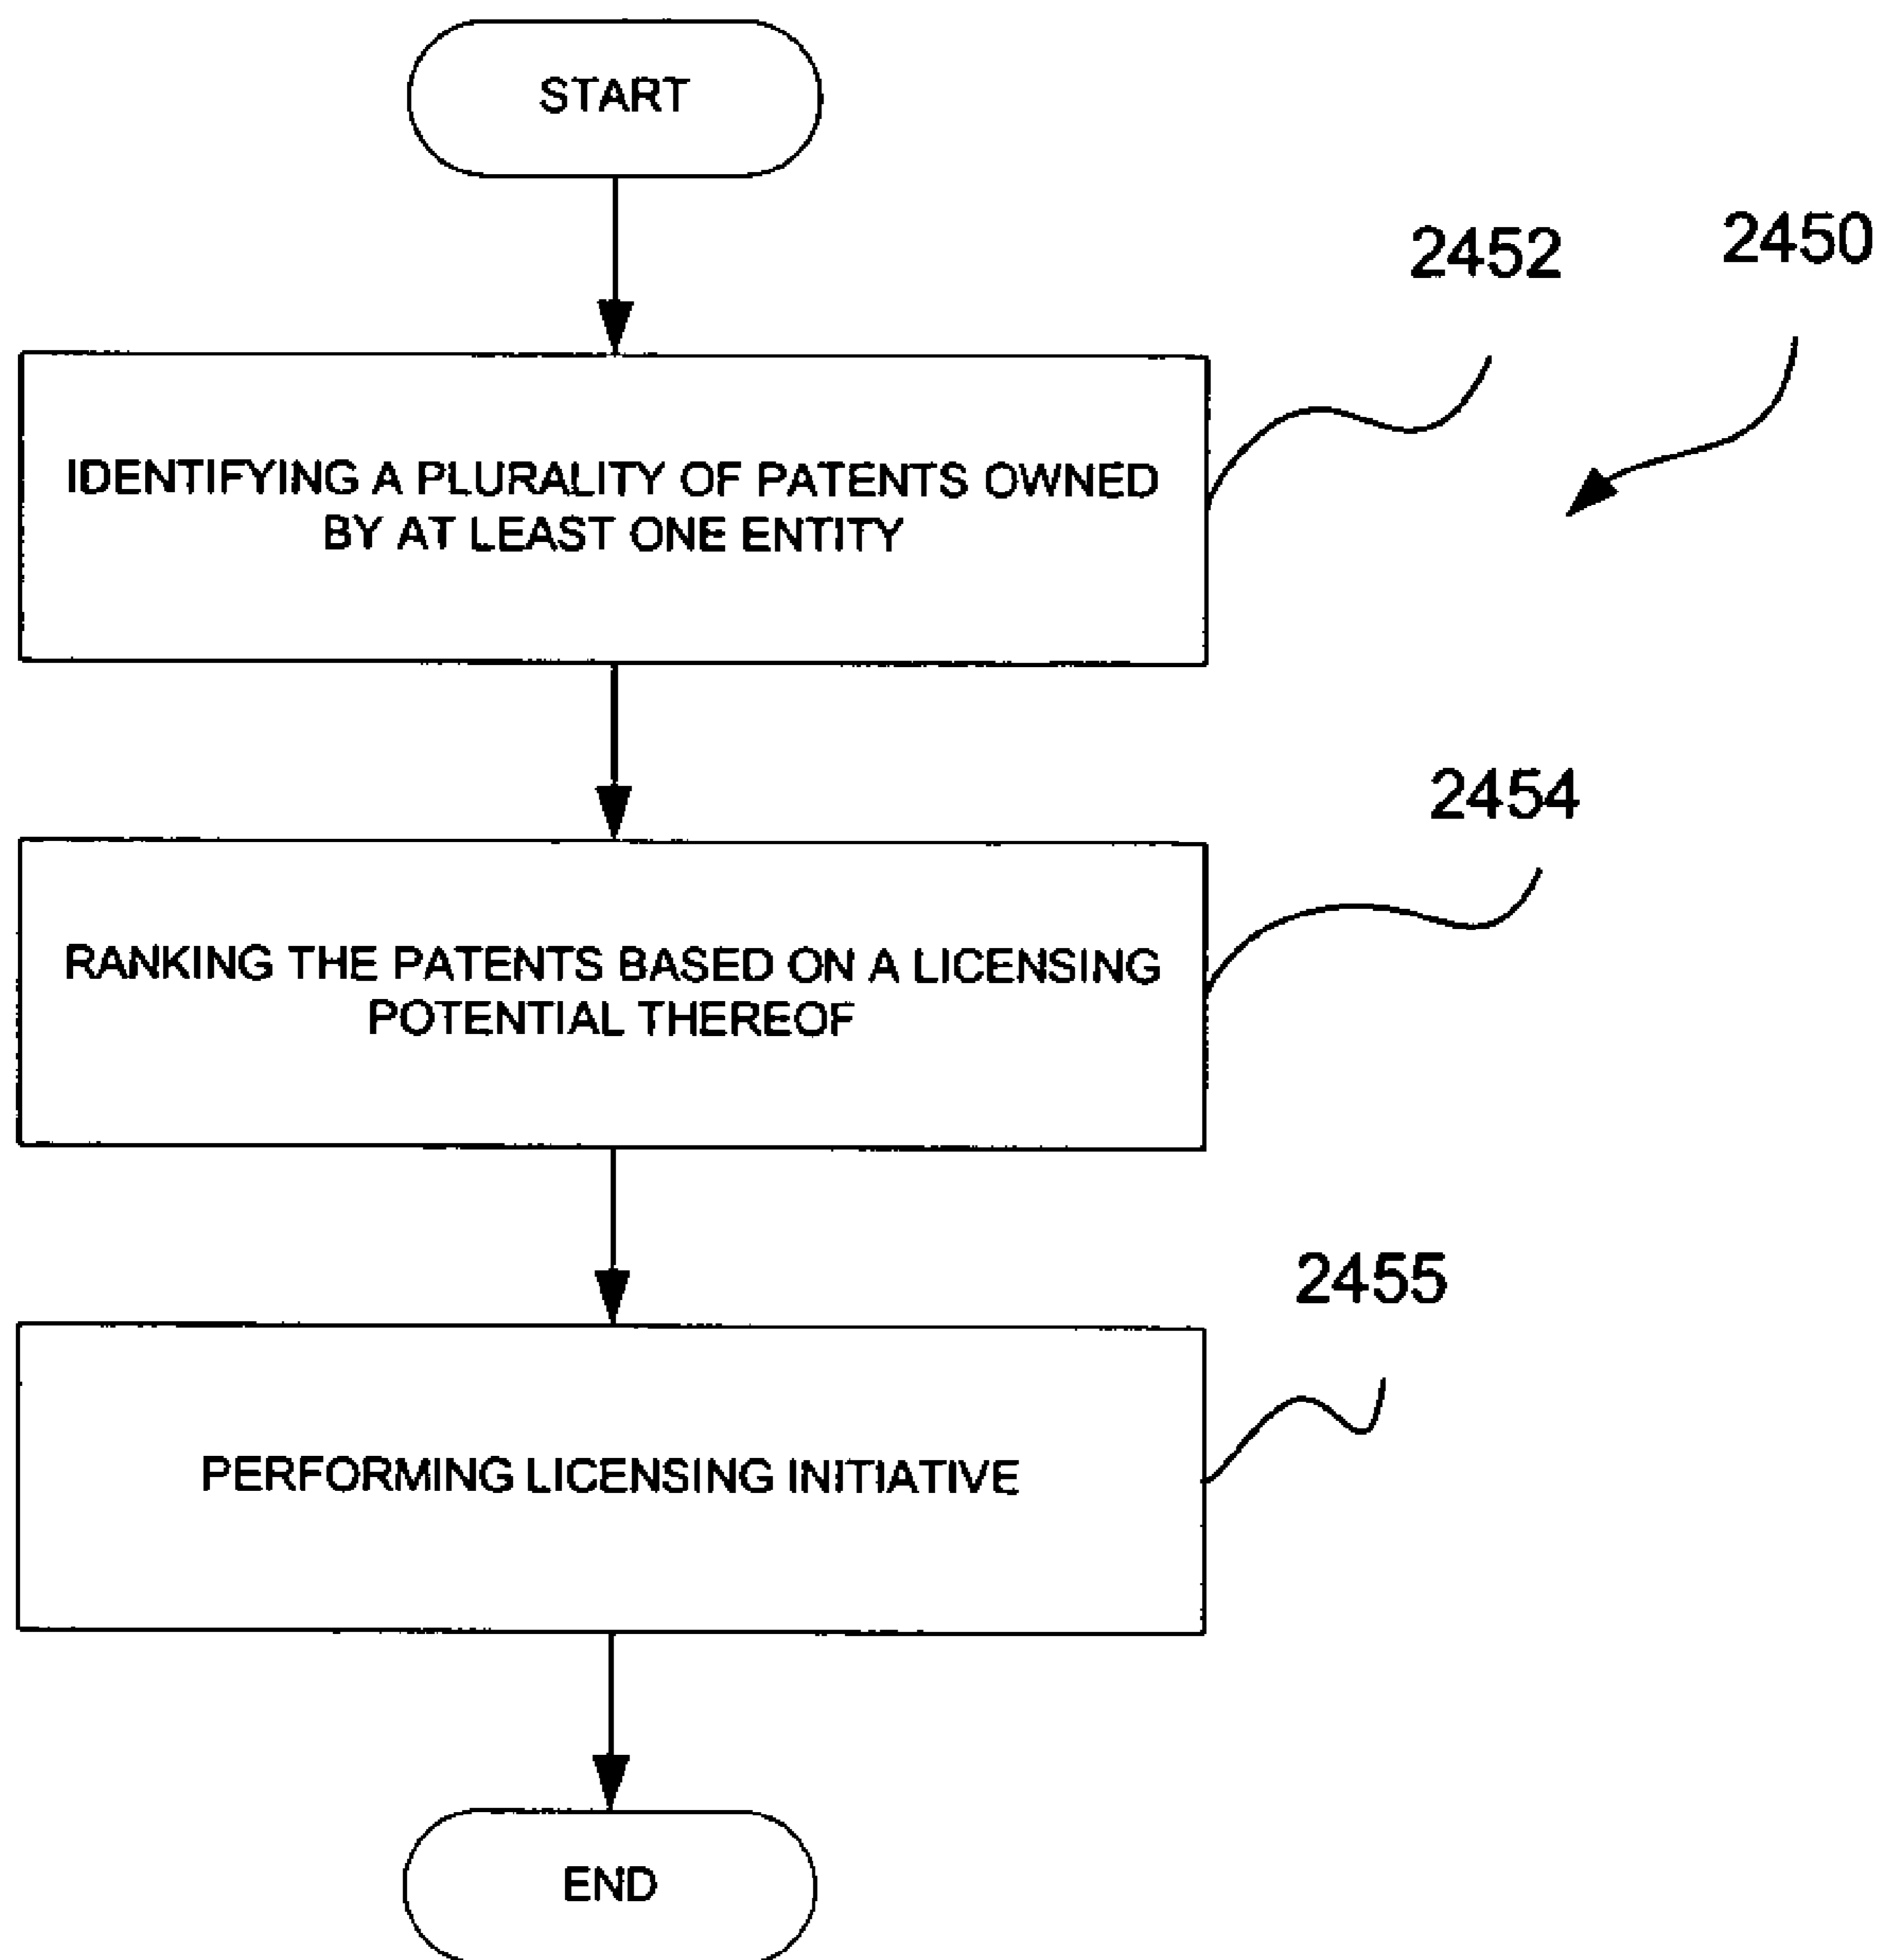 START
2452
2450
IDENTIFYING A PLURALITY OF PATENTS OWNED
BY AT LEAST ONE ENTITY
2454
RANKING THE PATENTS BASED ON A LICENSING
POTENTIAL THEREOF
2455
PERFORMING LICENSING INITIATIVE
END